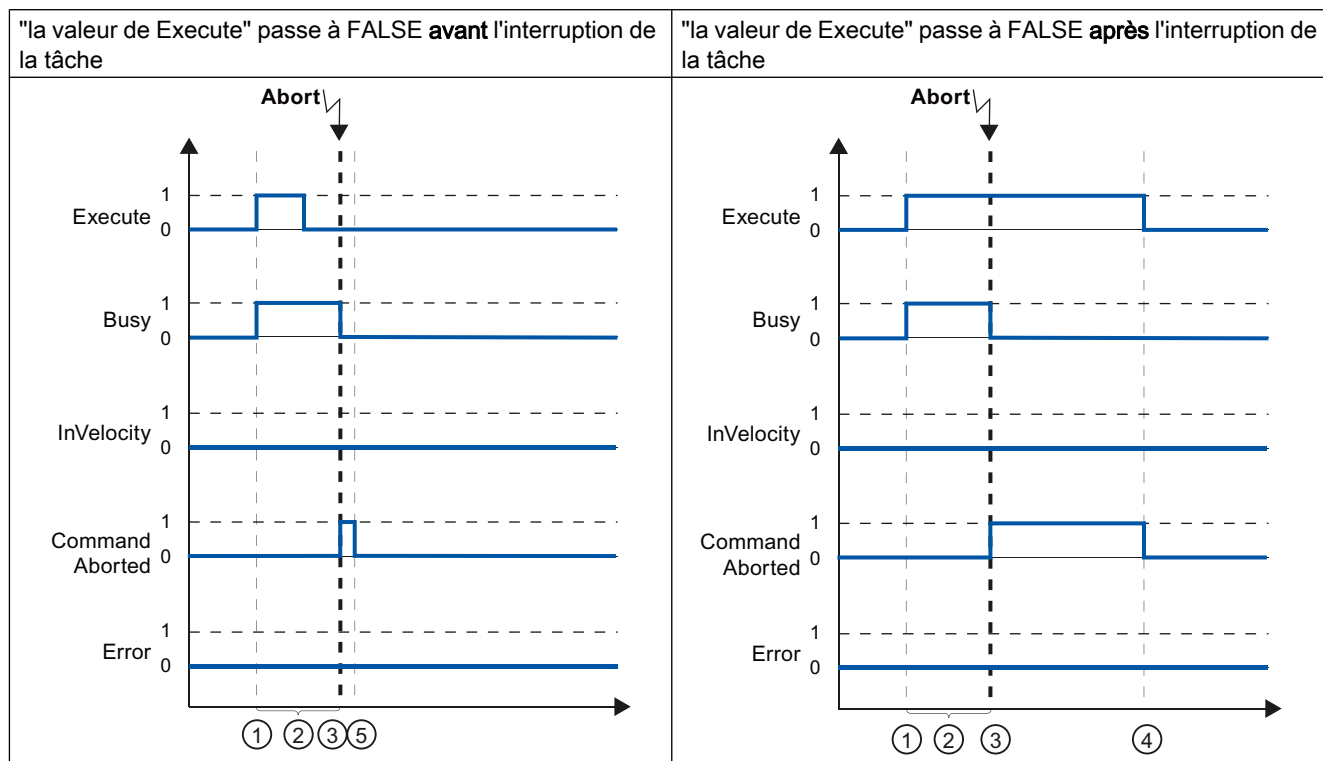 "la valeur de Execute" passe à FALSE avant l'interruption de
la tâche
"la valeur de Execute" passe à FALSE après l'interruption de
la tâche
Abort
1
Execute
0
1
Busy
0
1
InVelocity
0
1
Command
0
Aborted
1
Error
0
① ② ③ ⑤
Abort
1
Execute
0
1
Busy
0
1
InVelocity
0
1
Command
0
Aborted
1
Error
0
① ② ③ ④